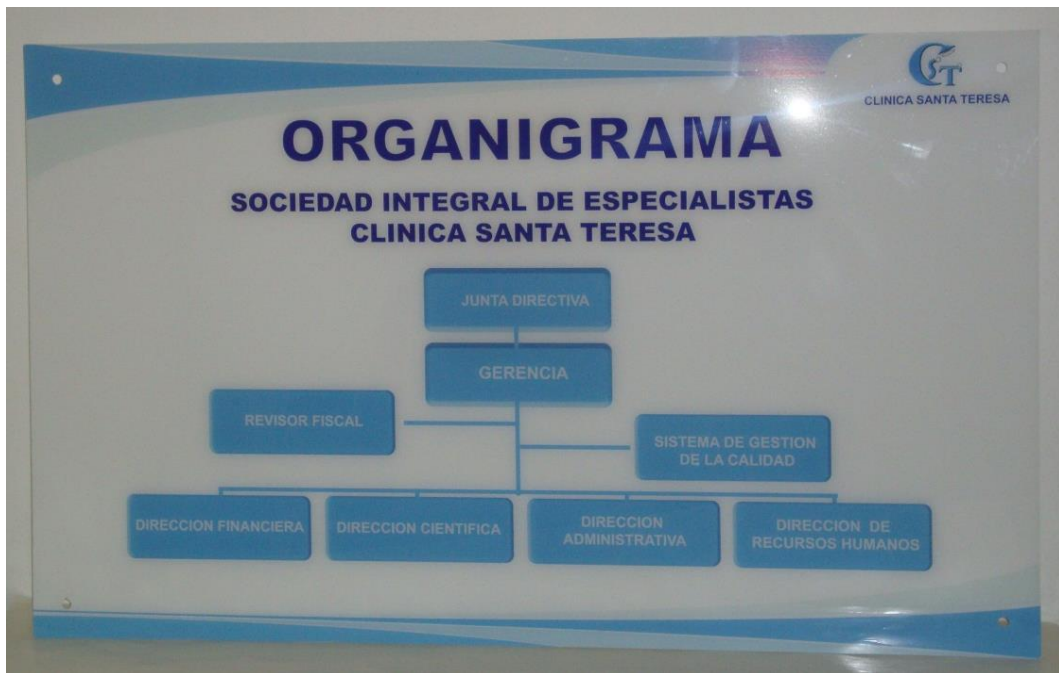 CST
CLINICA SANTA TERESA
ORGANIGRAMA
SOCIEDAD INTEGRAL DE ESPECIALISTAS
CLINICA SANTA TERESA
JUNTA DIRECTIVA
GERENCIA
REVISOR FISCAL
SISTEMA DE GESTION
DE LA CALIDAD
DIRECCION FINANCIERA
DIRECCION CIENTIFICA
DIRECCION
ADMINISTRATIVA
DIRECCION DE
RECURSOS HUMANOS